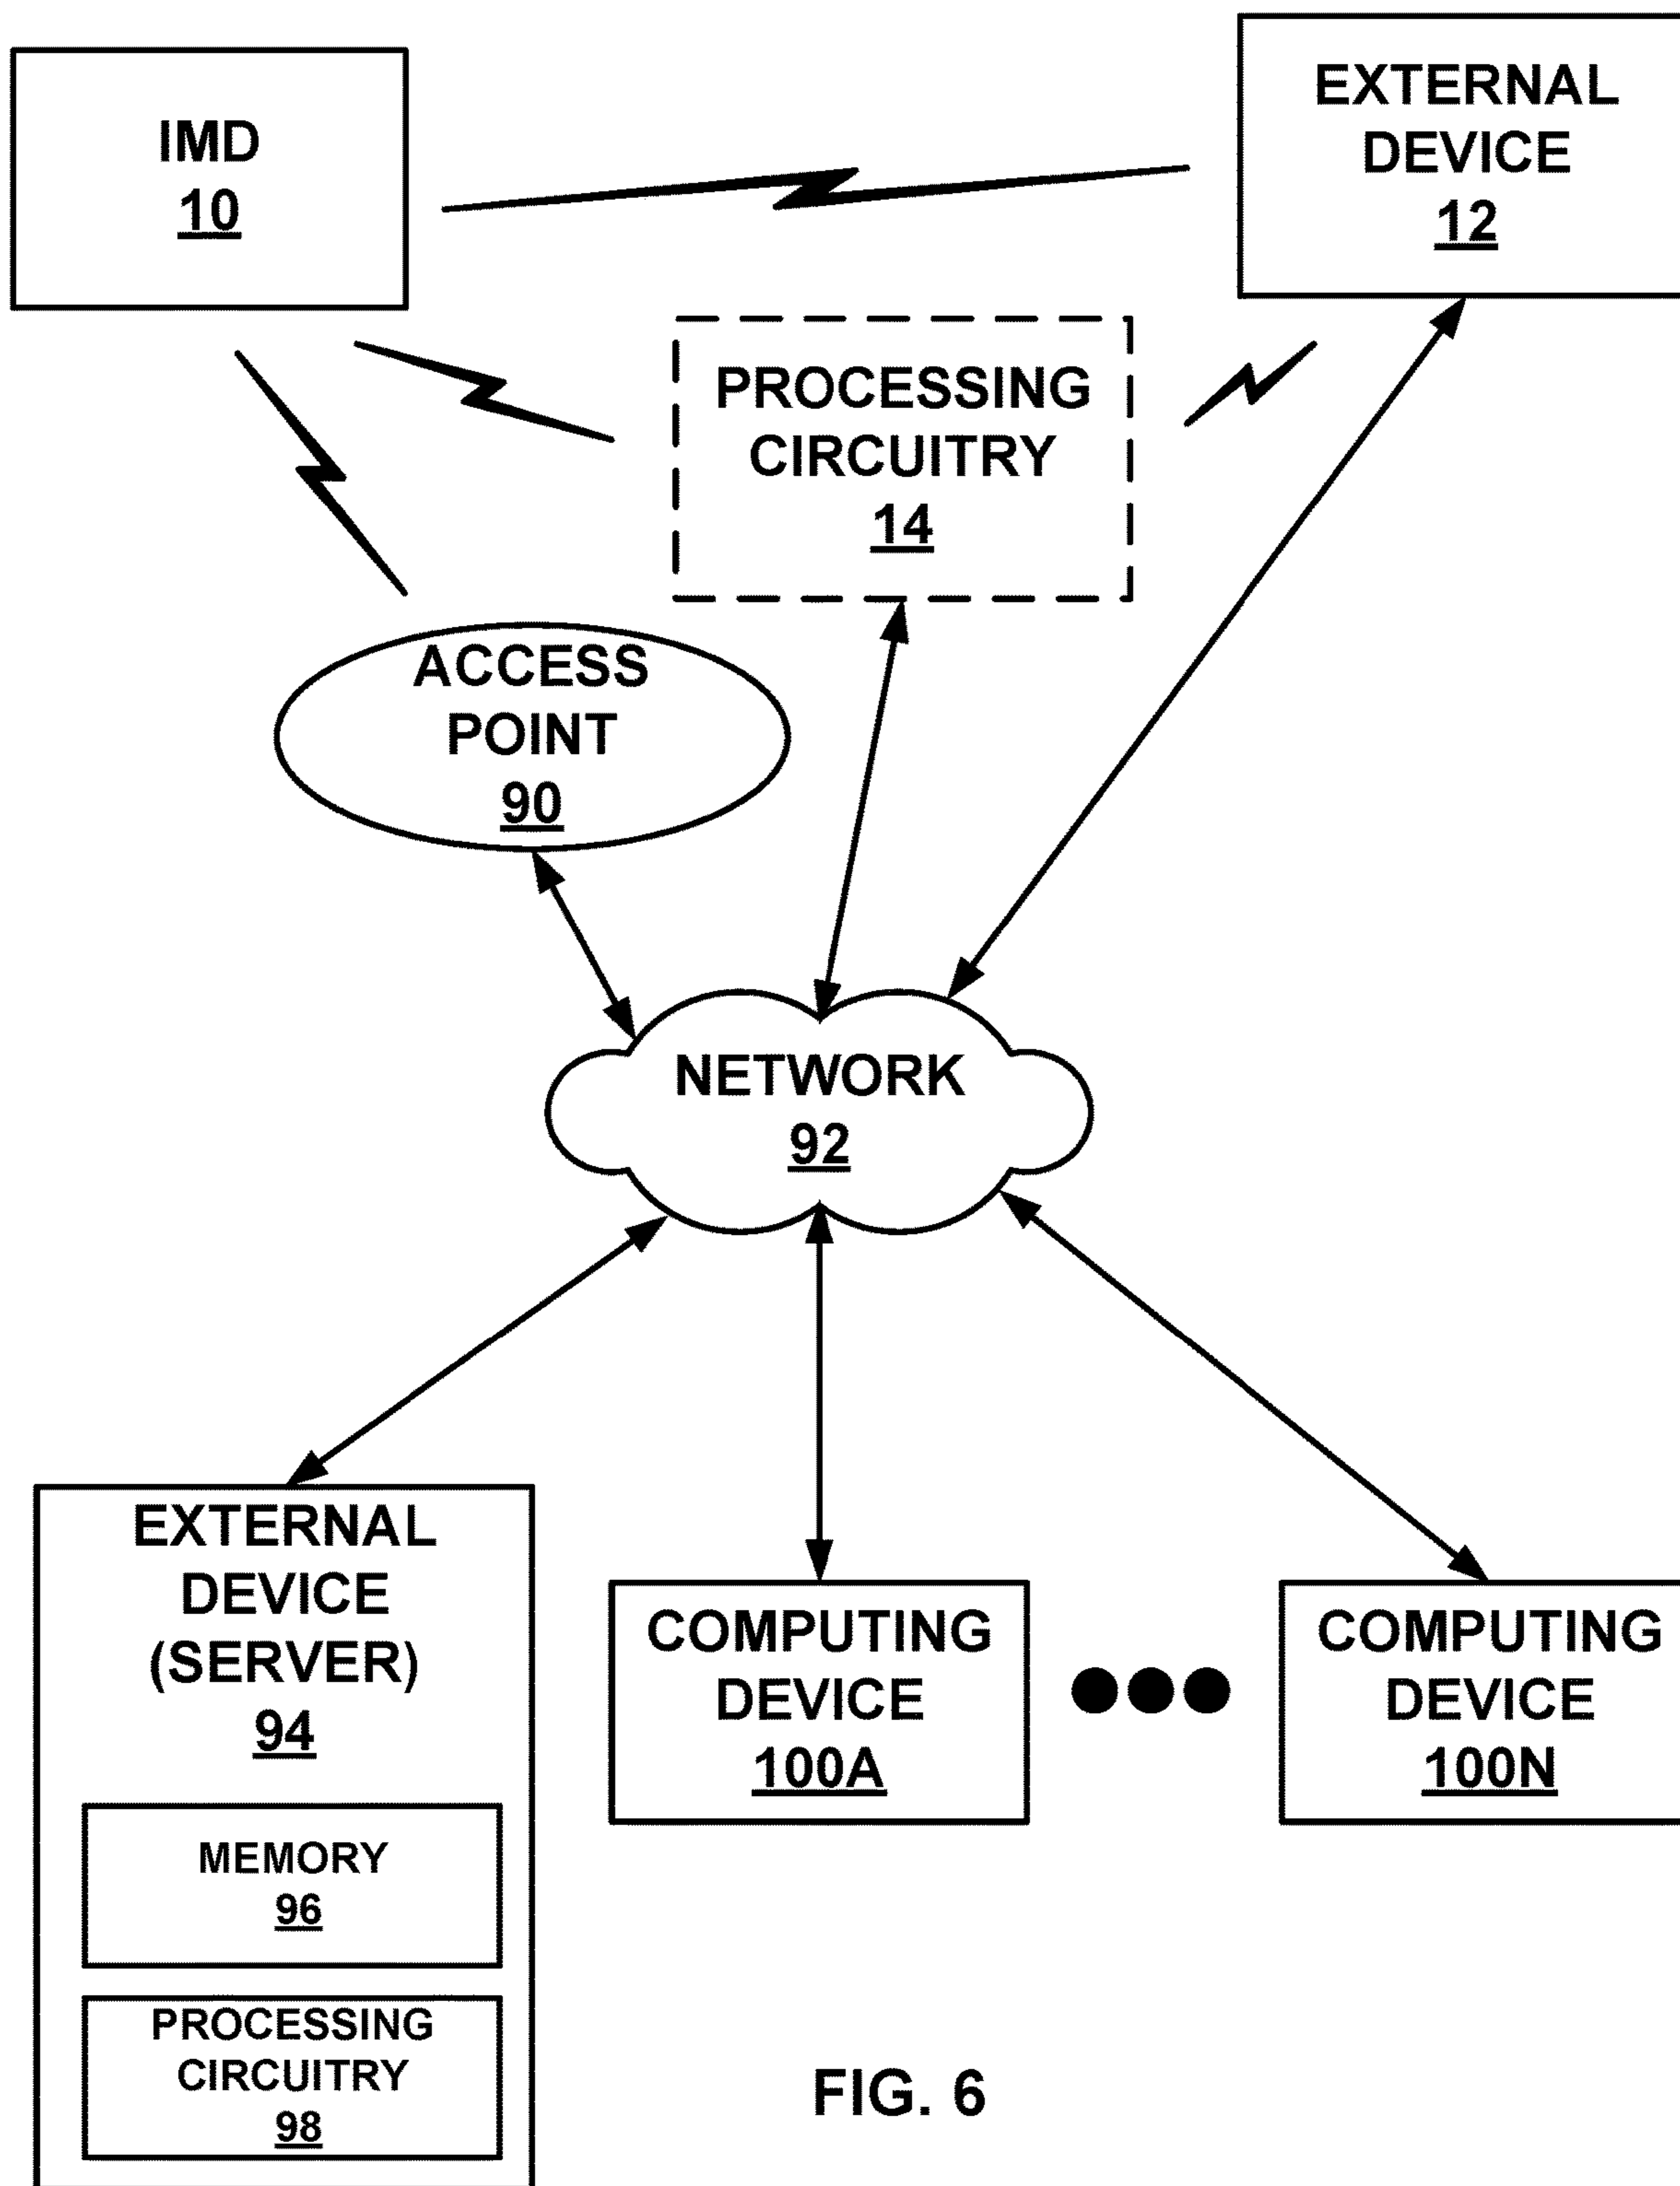 IMD
10
EXTERNAL
DEVICE
12
PROCESSING
CIRCUITRY
14
ACCESS
POINT
90
NETWORK
92
EXTERNAL
DEVICE
(SERVER)
94
MEMORY
96
PROCESSING
CIRCUITRY
98
COMPUTING
DEVICE
100A
COMPUTING
DEVICE
100N
FIG. 6